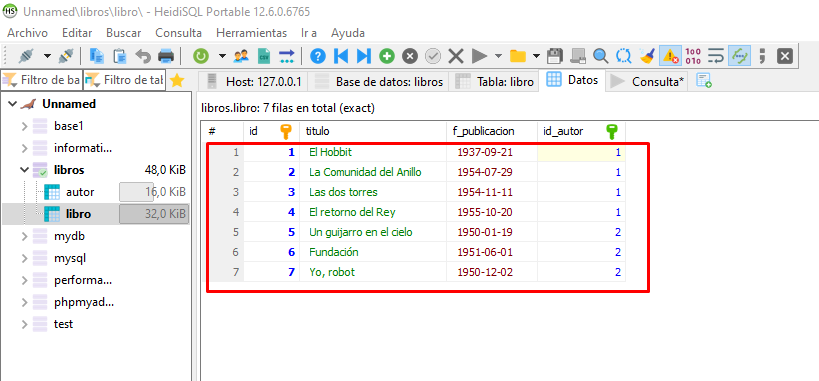 Unnamed\libros\libro\ - HeidiSQL Portable 12.6.0.6765
Archivo Editar Buscar Consulta Herramientas Ir a Ayuda
Filtro de ba Filtro de tal Host: 127.0.0.1 Base de datos: libros Tabla: libro Datos Consulta*
Unnamed
base1
informati...
libros 48,0 KiB
autor 16,0 KiB
libro 32,0 KiB
mydb
mysql
performa...
phpmyad...
test
libros.libro: 7 filas en total (exact)
# id titulo f_publicacion id_autor
1 1 El Hobbit 1937-09-21 1
2 2 La Comunidad del Anillo 1954-07-29 1
3 3 Las dos torres 1954-11-11 1
4 4 El retorno del Rey 1955-10-20 1
5 5 Un guijarro en el cielo 1950-01-19 2
6 6 Fundación 1951-06-01 2
7 7 Yo, robot 1950-12-02 2